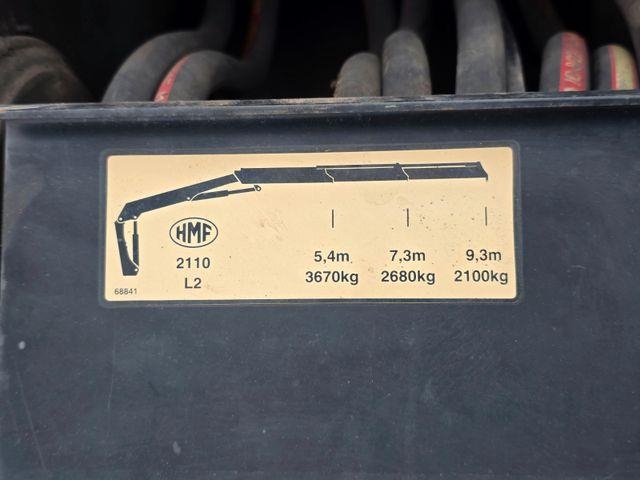 HMF
2110
L2
68841
5,4m 7,3m 9,3m
3670kg 2680kg 2100kg